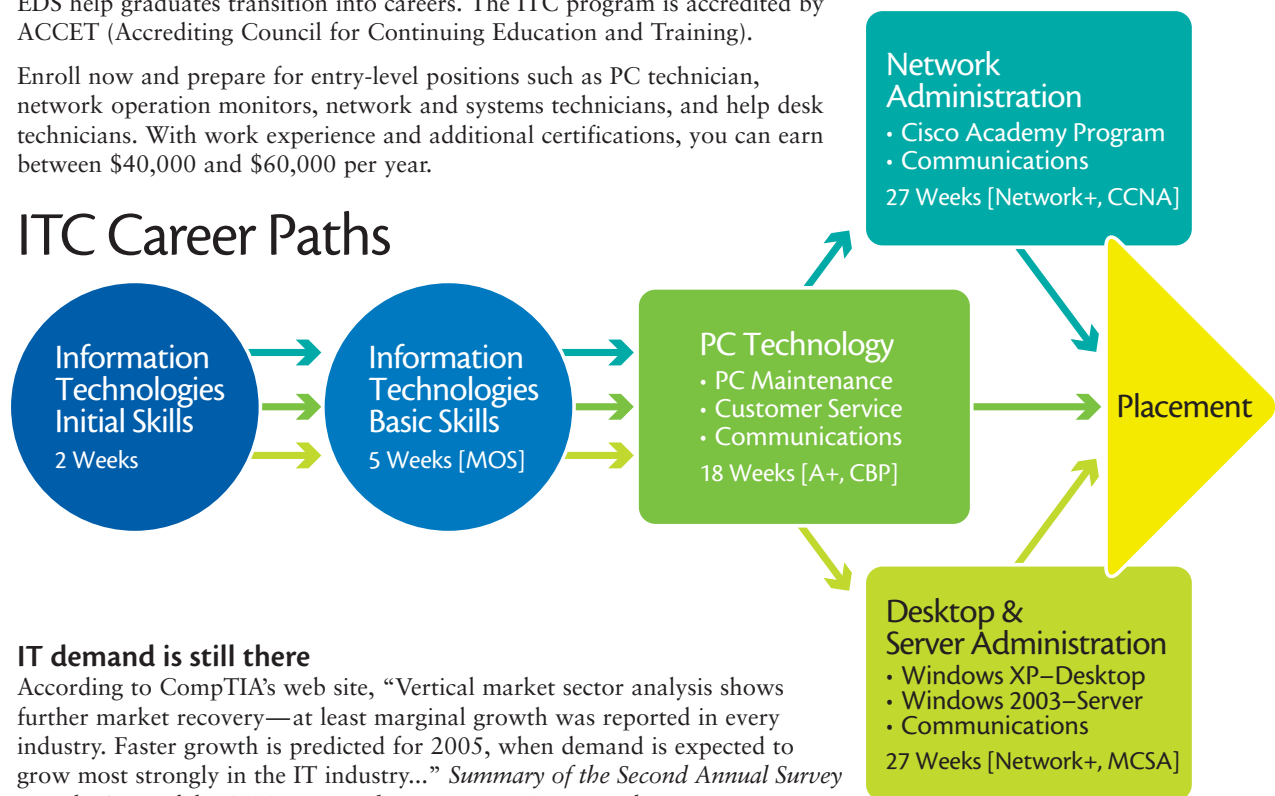 EDS help graduates transition into careers. The ITC program is accredited by
ACCET (Accrediting Council for Continuing Education and Training).
Enroll now and prepare for entry-level positions such as PC technician,
network operation monitors, network and systems technicians, and help desk
technicians. With work experience and additional certifications, you can earn
between $40,000 and $60,000 per year.
ITC Career Paths
Information
Technologies
Initial Skills
2 Weeks
Information
Technologies
Basic Skills
5 Weeks [MOS]
PC Technology
• PC Maintenance
• Customer Service
• Communications
18 Weeks [A+, CBP]
Network
Administration
• Cisco Academy Program
• Communications
27 Weeks [Network+, CCNA]
Placement
Desktop &
Server Administration
• Windows XP–Desktop
• Windows 2003–Server
• Communications
27 Weeks [Network+, MCSA]
IT demand is still there
According to CompTIA’s web site, “Vertical market sector analysis shows
further market recovery—at least marginal growth was reported in every
industry. Faster growth is predicted for 2005, when demand is expected to
grow most strongly in the IT industry...” Summary of the Second Annual Survey